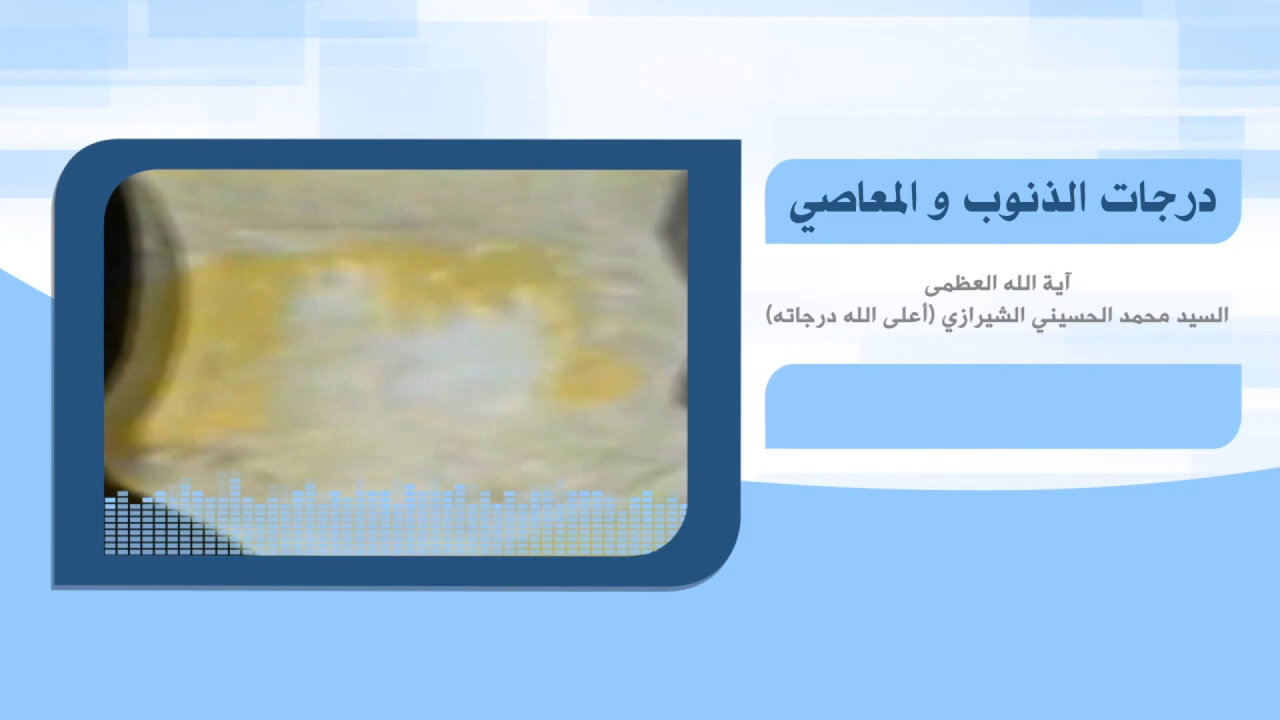 درجات الذنوب و المعاصي
آية الله العظمى
السيد محمد الحسيني الشيرازي (أعلى الله درجاته)